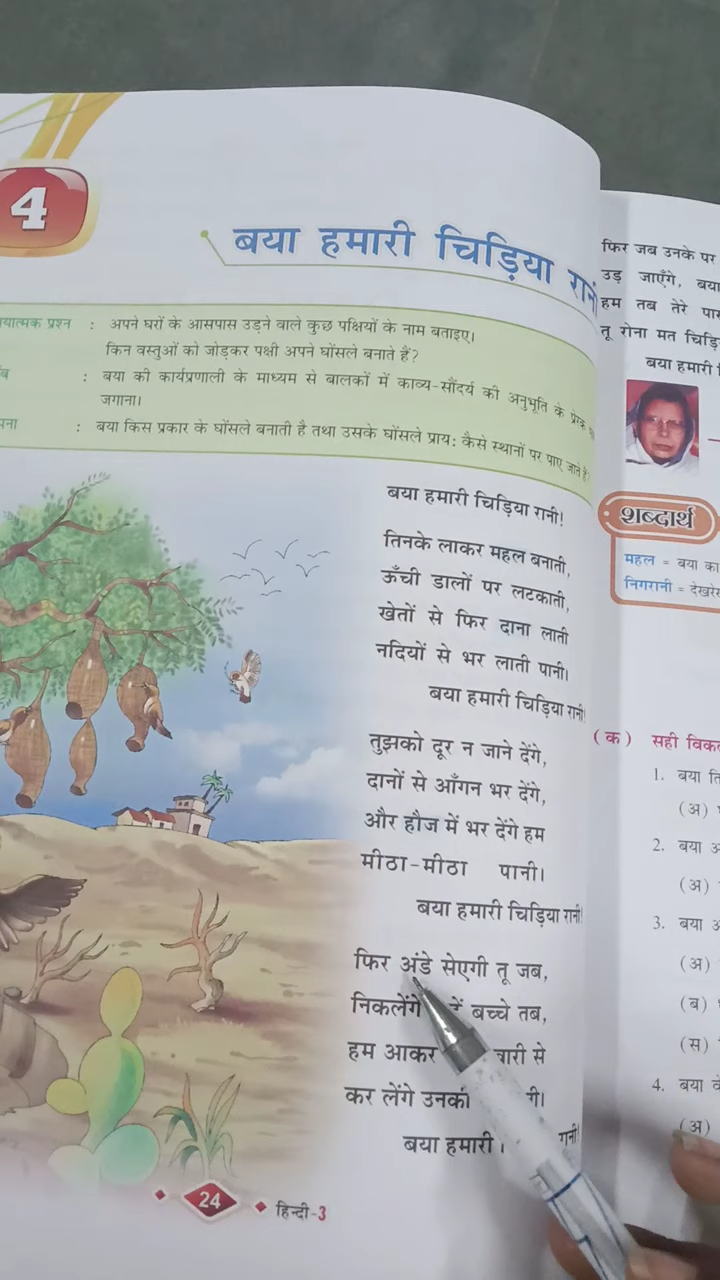 4
बया हमारी चिड़िया रानी
: अपने घरों के आसपास उड़ने वाले कुछ पक्षियों के नाम बताइए।
किन वस्तुओं को जोड़कर पक्षी अपने घोंसले बनाते हैं?
: बया की कार्यप्रणाली के माध्यम से बालकों में काव्य-सौंदर्य की अनुभूति के प्रेरक
जगाना।
: बया किस प्रकार के घोंसले बनाती है तथा उसके घोंसले प्राय: कैसे स्थानों पर पाए जाते हैं?
बया हमारी चिड़िया रानी!
तिनके लाकर महल बनाती,
ऊँची डालों पर लटकाती,
खेतों से फिर दाना लाती
नदियों से भर लाती पानी।
बया हमारी चिड़िया रानी!
तुझको दूर न जाने देंगे,
दानों से आँगन भर देंगे,
और हौज में भर देंगे हम
मीठा-मीठा पानी।
बया हमारी चिड़िया रानी!
फिर अंडे सेएगी तू जब,
निकलेंगे बच्चे तब,
हम आकर से
कर लेंगे उनकी
बया हमारी
24
हिन्दी-3
फिर जब उनके पर
उड़ जाएँगे, बया
हम तब तेरे
तू रोना मत
बया हमारी
शब्दार्थ
महल = बया का
निगरानी =
(क) सही
1. बया
(अ)
2. बया
(अ)
3. बया
(अ)
(ब)
(स)
4. बया
(अ)